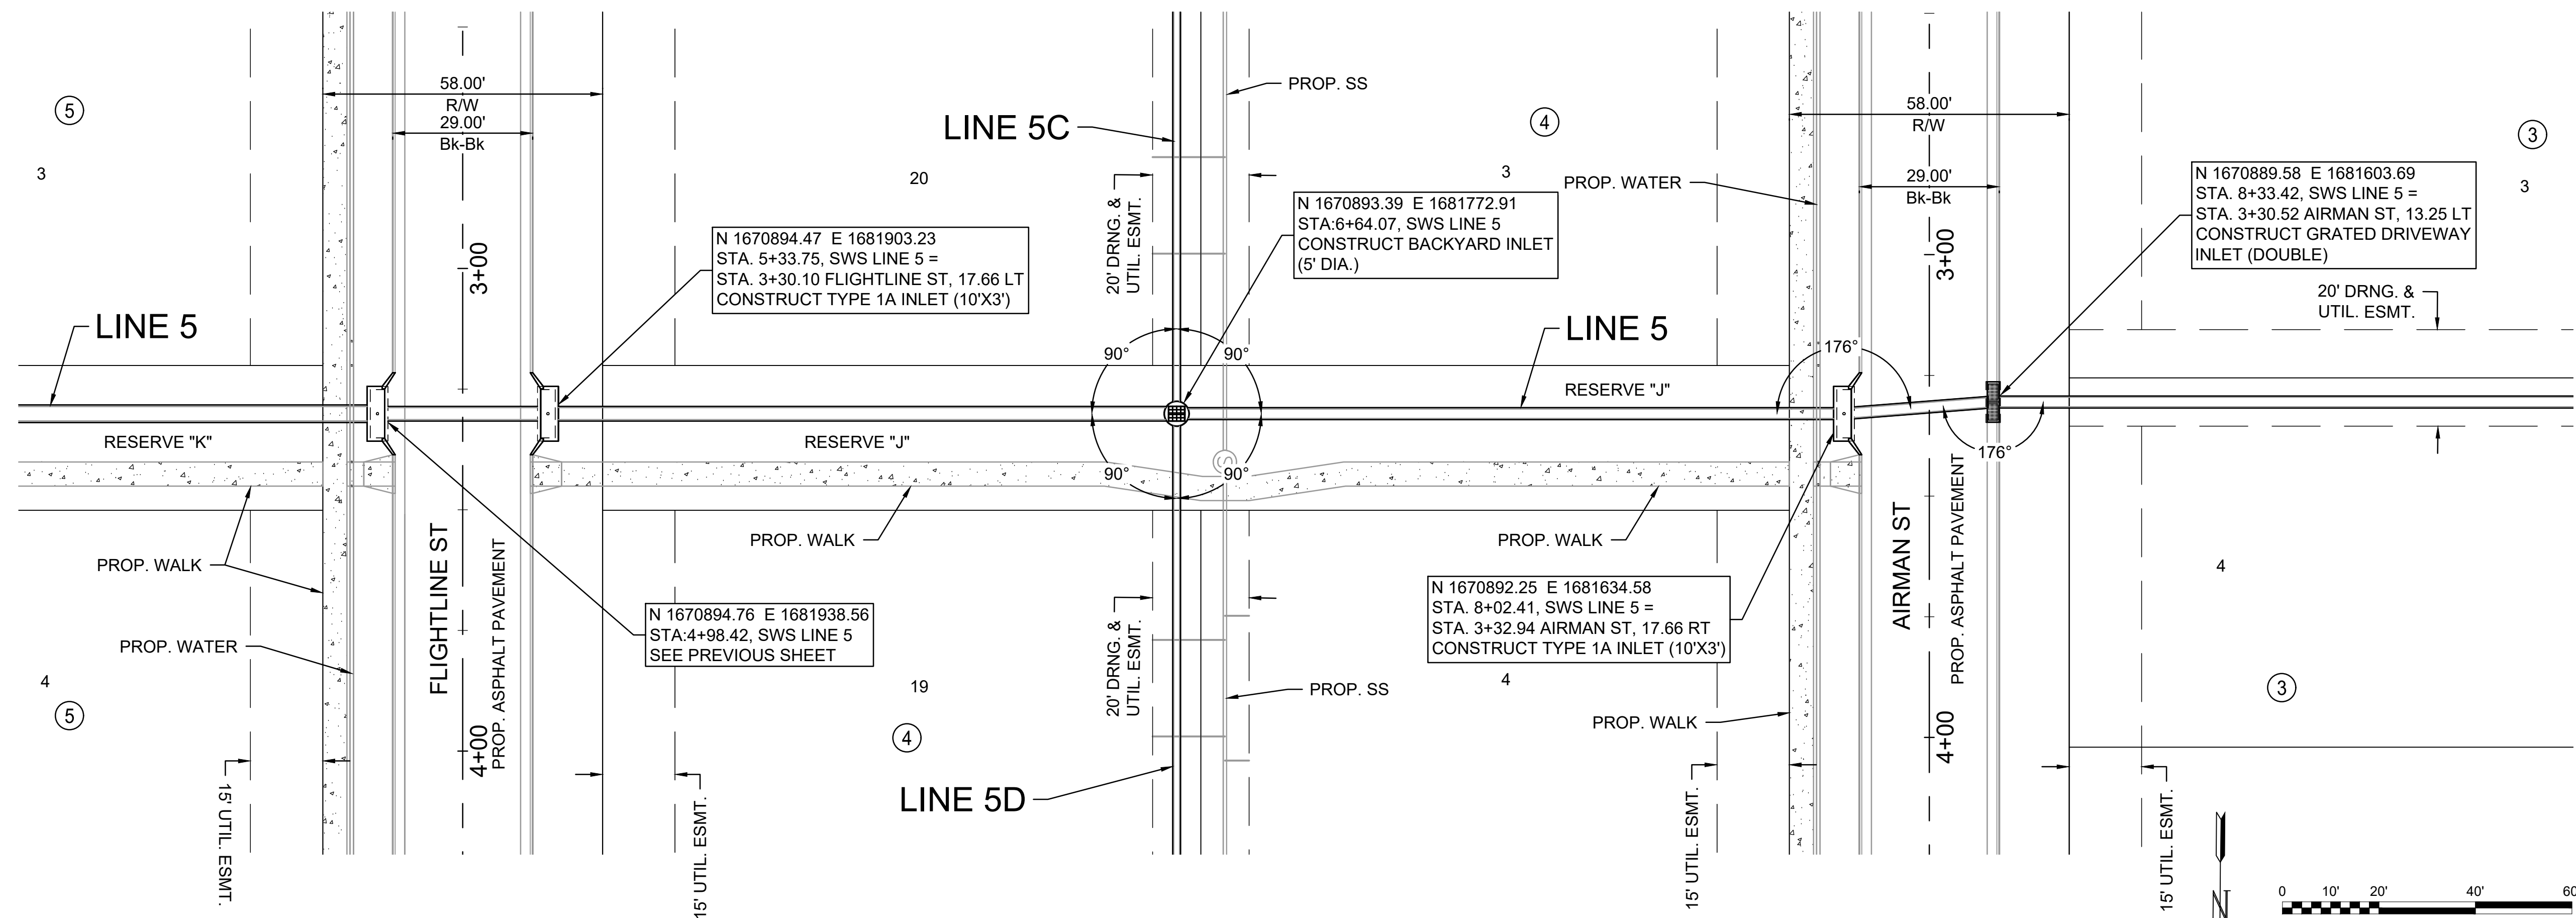 58.00'
R/W
29.00'
Bk-Bk
5
3
LINE 5
RESERVE "K"
3+00
N 1670894.47  E 1681903.23
STA. 5+33.75, SWS LINE 5 =
STA. 3+30.10 FLIGHTLINE ST, 17.66 LT
CONSTRUCT TYPE 1A INLET (10'X3')
20
LINE 5C
PROP. SS
20' DRNG. &
UTIL. ESMT.
N 1670893.39  E 1681772.91
STA:6+64.07, SWS LINE 5
CONSTRUCT BACKYARD INLET
(5' DIA.)
4
3
PROP. WATER
58.00'
R/W
29.00'
Bk-Bk
3+00
3
3
N 1670889.58  E 1681603.69
STA. 8+33.42, SWS LINE 5 =
STA. 3+30.52 AIRMAN ST, 13.25 LT
CONSTRUCT GRATED DRIVEWAY
INLET (DOUBLE)
20' DRNG. &
UTIL. ESMT.
LINE 5
90°
90°
90°
90°
176°
176°
RESERVE "J"
RESERVE "J"
PROP. WALK
PROP. WATER
4
5
15' UTIL. ESMT.
FLIGHTLINE ST
PROP. ASPHALT PAVEMENT
4+00
15' UTIL. ESMT.
N 1670894.76  E 1681938.56
STA:4+98.42, SWS LINE 5
SEE PREVIOUS SHEET
PROP. WALK
19
4
LINE 5D
20' DRNG. &
UTIL. ESMT.
S
PROP. SS
PROP. WALK
N 1670892.25  E 1681634.58
STA. 8+02.41, SWS LINE 5 =
STA. 3+32.94 AIRMAN ST, 17.66 RT
CONSTRUCT TYPE 1A INLET (10'X3')
4
PROP. WALK
15' UTIL. ESMT.
AIRMAN ST
PROP. ASPHALT PAVEMENT
4+00
15' UTIL. ESMT.
4
3
N
0 10' 20' 40' 60